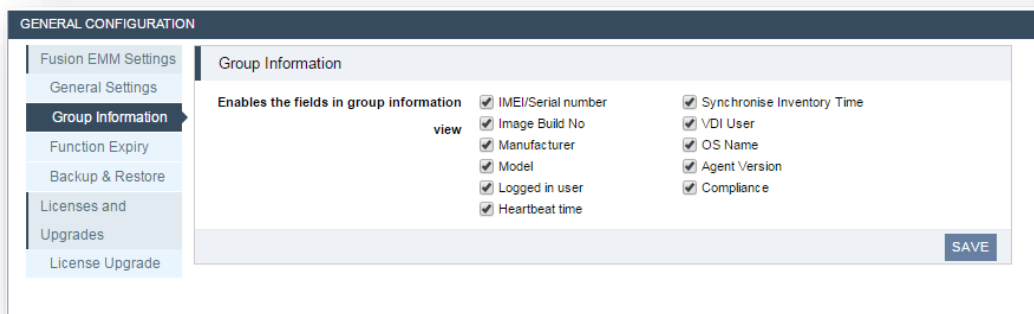 GENERAL CONFIGURATION
Fusion EMM Settings
General Settings
Group Information
Function Expiry
Backup & Restore
Licenses and
Upgrades
License Upgrade
Group Information
Enables the fields in group information
view
IMEI/Serial number
Image Build No
Manufacturer
Model
Logged in user
Heartbeat time
Synchronise Inventory Time
VDI User
OS Name
Agent Version
Compliance
SAVE